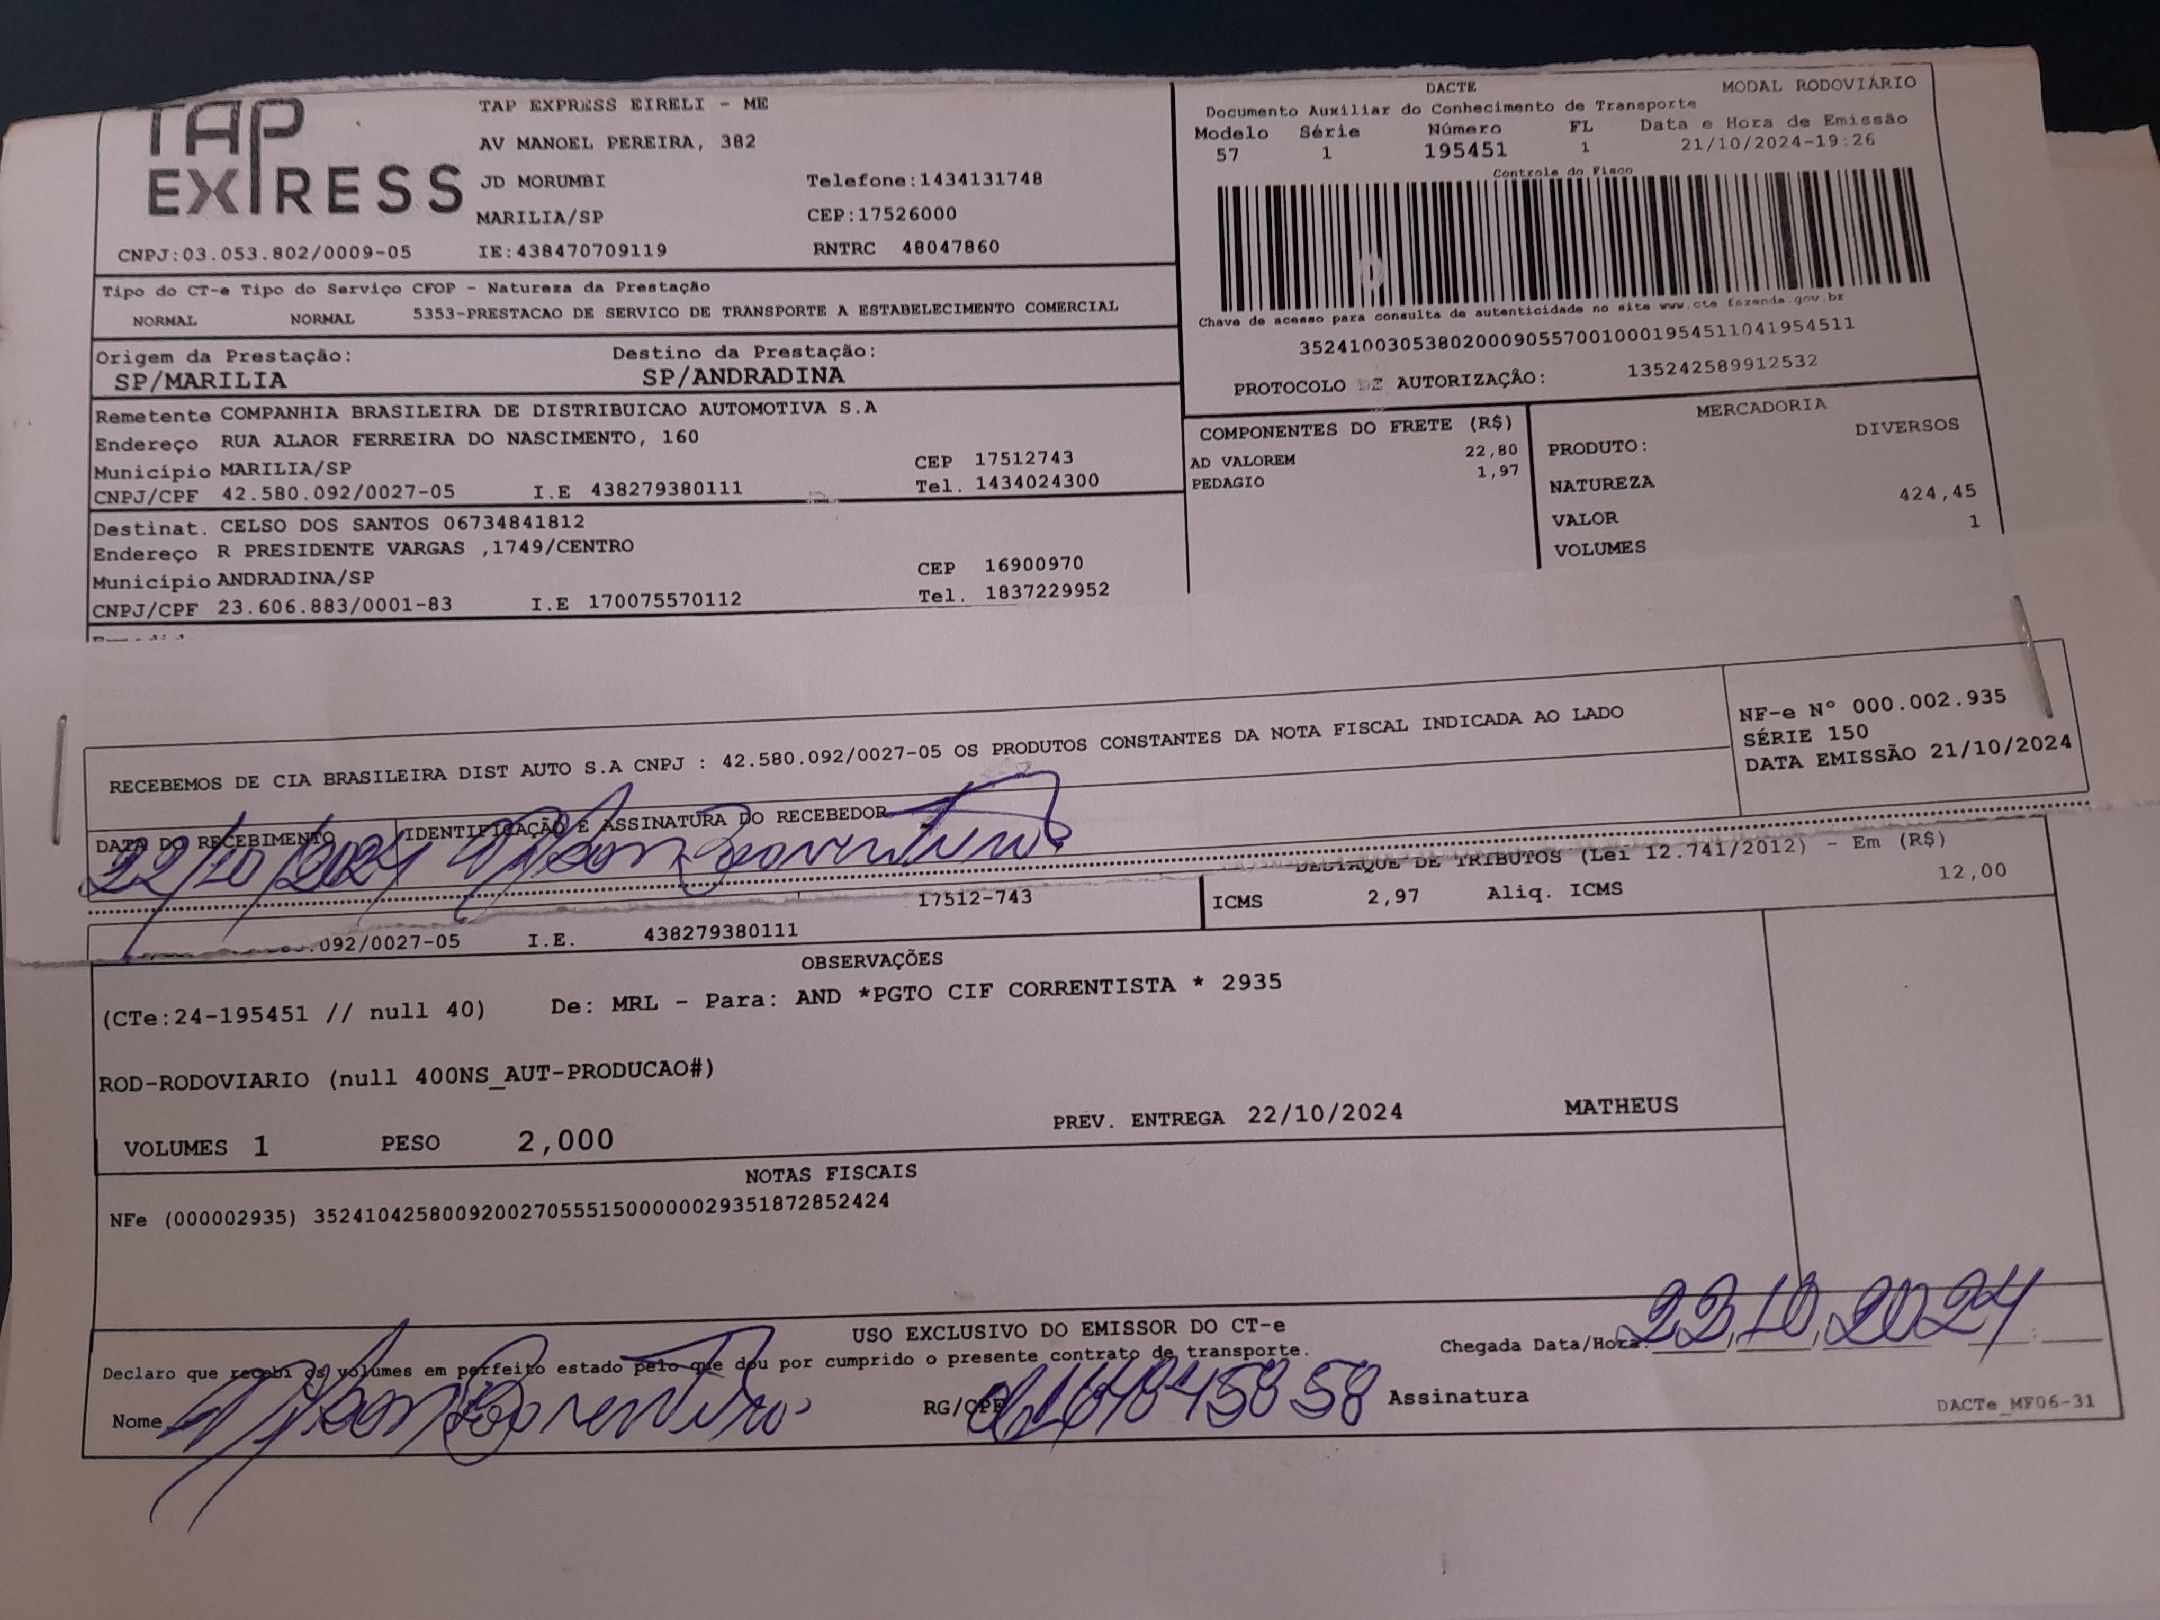 TAP EXPRESS
TAP EXPRESS EIRELI - ME
AV MANOEL PEREIRA, 382
JD MORUMBI Telefone:1434131748
MARILIA/SP CEP:17526000
CNPJ:03.053.802/0009-05 IE:438470709119 RNTRC 48047860
DACTE MODAL RODOVIÁRIO
Documento Auxiliar do Conhecimento de Transporte
Modelo Série Número FL Data e Hora de Emissão
57 1 195451 1 21/10/2024-19:26
Controle do Fisco
Chave de acesso para consulta de autenticidade no site www.cte.fazenda.gov.br
35241003053802000905570010001954511041954511
PROTOCOLO DE AUTORIZAÇÃO: 135242589912532
Tipo do CT-e Tipo do Serviço CFOP - Natureza da Prestação
NORMAL NORMAL 5353-PRESTACAO DE SERVICO DE TRANSPORTE A ESTABELECIMENTO COMERCIAL
Origem da Prestação: Destino da Prestação:
SP/MARILIA SP/ANDRADINA
Remetente COMPANHIA BRASILEIRA DE DISTRIBUICAO AUTOMOTIVA S.A
Endereço RUA ALAOR FERREIRA DO NASCIMENTO, 160
Município MARILIA/SP CEP 17512743
CNPJ/CPF 42.580.092/0027-05 I.E 438279380111 Tel. 1434024300
Destinat. CELSO DOS SANTOS 06734841812
Endereço R PRESIDENTE VARGAS ,1749/CENTRO
Município ANDRADINA/SP CEP 16900970
CNPJ/CPF 23.606.883/0001-83 I.E 170075570112 Tel. 1837229952
COMPONENTES DO FRETE (R$)
AD VALOREM 22,80
PEDAGIO 1,97
MERCADORIA
PRODUTO: DIVERSOS
NATUREZA
VALOR 424,45
VOLUMES 1
RECEBEMOS DE CIA BRASILEIRA DIST AUTO S.A CNPJ : 42.580.092/0027-05 OS PRODUTOS CONSTANTES DA NOTA FISCAL INDICADA AO LADO
NF-e Nº 000.002.935
SÉRIE 150
DATA EMISSÃO 21/10/2024
DATA DO RECEBIMENTO IDENTIFICAÇÃO E ASSINATURA DO RECEBEDOR
22/10/2024
DESTAQUE DE TRIBUTOS (Lei 12.741/2012) - Em (R$)
17512-743 ICMS 2,97 Aliq. ICMS 12,00
.092/0027-05 I.E. 438279380111
OBSERVAÇÕES
(CTe:24-195451 // null 40) De: MRL - Para: AND *PGTO CIF CORRENTISTA * 2935
ROD-RODOVIARIO (null 400NS_AUT-PRODUCAO#)
VOLUMES 1 PESO 2,000 PREV. ENTREGA 22/10/2024 MATHEUS
NOTAS FISCAIS
NFe (000002935) 35241042580092002705551500000029351872852424
USO EXCLUSIVO DO EMISSOR DO CT-e
Declaro que recebi os volumes em perfeito estado pelo que dou por cumprido o presente contrato de transporte.
Chegada Data/Hora: 22,10,2024
Nome RG/CPF Assinatura
DACTe_MF06-31